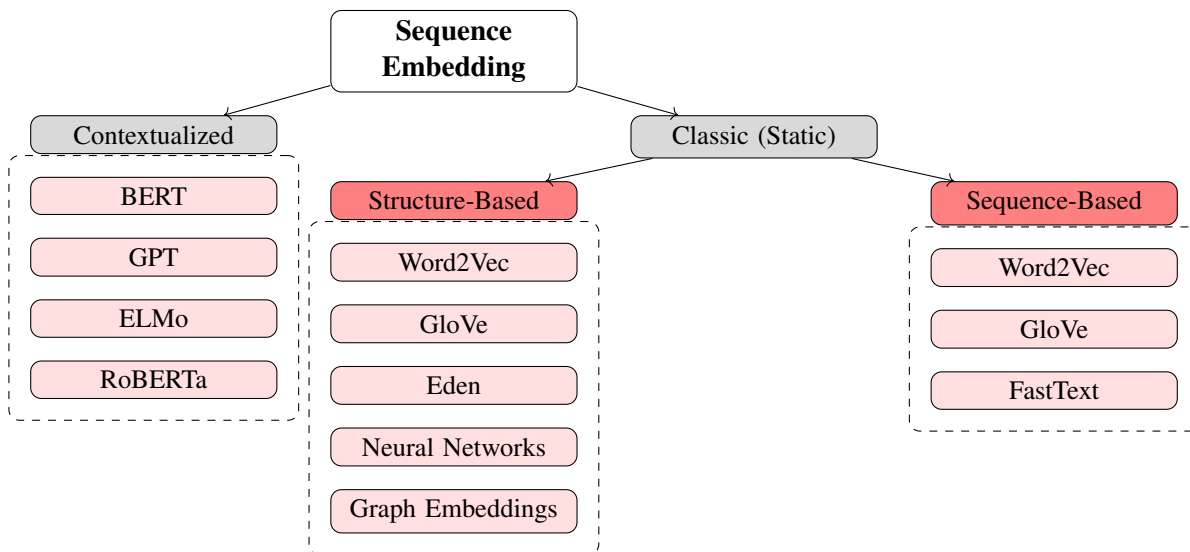 Sequence
Embedding
Contextualized
Classic (Static)
BERT
GPT
ELMo
RoBERTa
Structure-Based
Word2Vec
GloVe
Eden
Neural Networks
Graph Embeddings
Sequence-Based
Word2Vec
GloVe
FastText